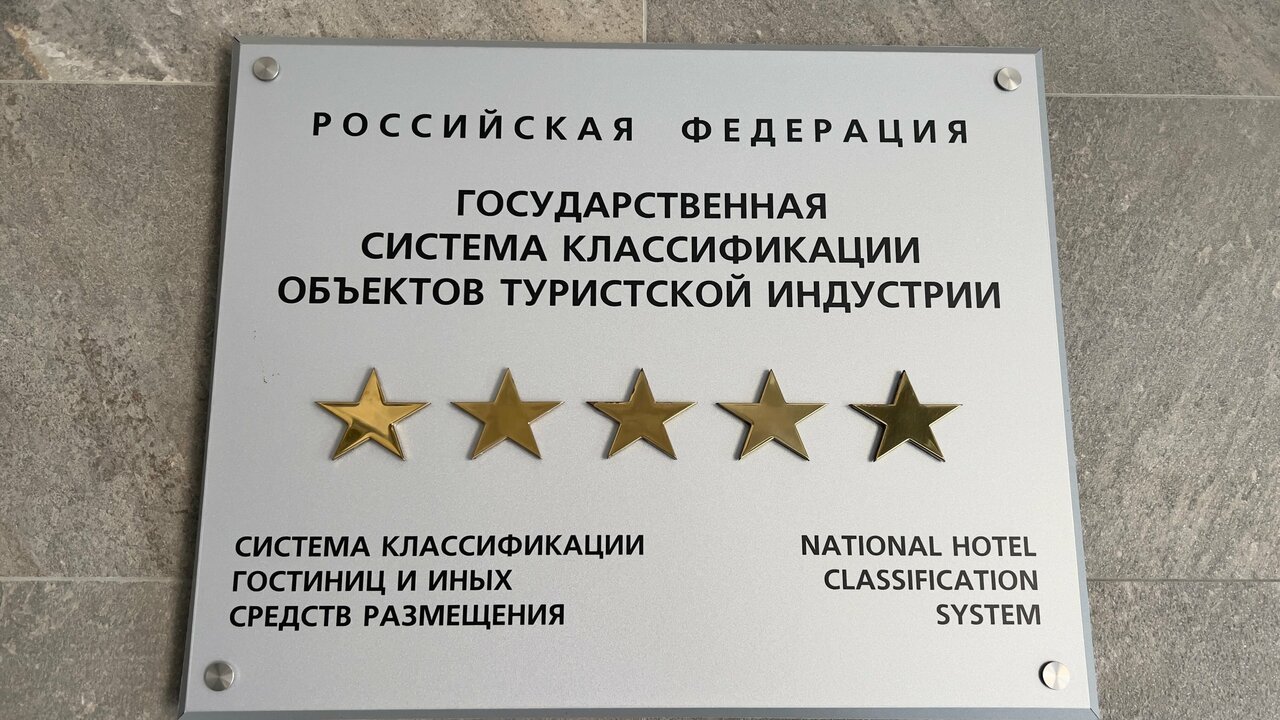 РОССИЙСКАЯ ФЕДЕРАЦИЯ
ГОСУДАРСТВЕННАЯ
СИСТЕМА КЛАССИФИКАЦИИ
ОБЪЕКТОВ ТУРИСТСКОЙ ИНДУСТРИИ
СИСТЕМА КЛАССИФИКАЦИИ
ГОСТИНИЦ И ИНЫХ
СРЕДСТВ РАЗМЕЩЕНИЯ
NATIONAL HOTEL
CLASSIFICATION
SYSTEM